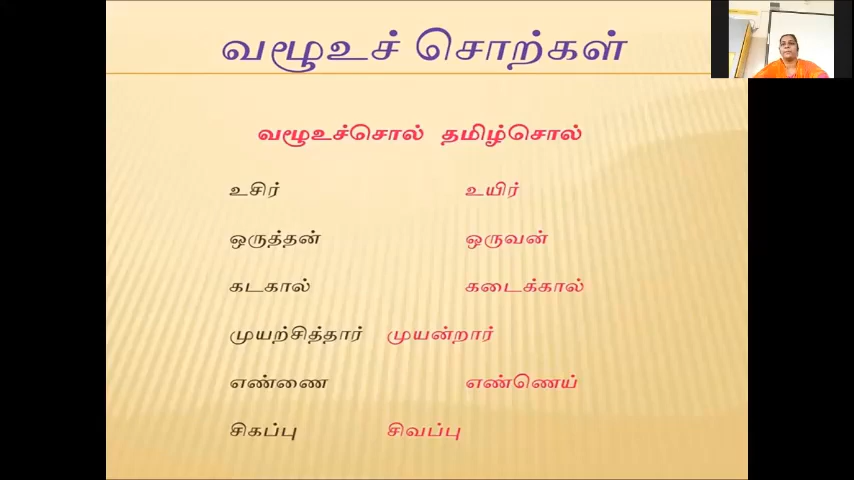 வழூஉச் சொற்கள்
வழூஉச்சொல் தமிழ்சொல்
உசிர் உயிர்
ஒருத்தன் ஒருவன்
கடகால் கடைக்கால்
முயற்சித்தார் முயன்றார்
எண்ணை எண்ணெய்
சிகப்பு சிவப்பு